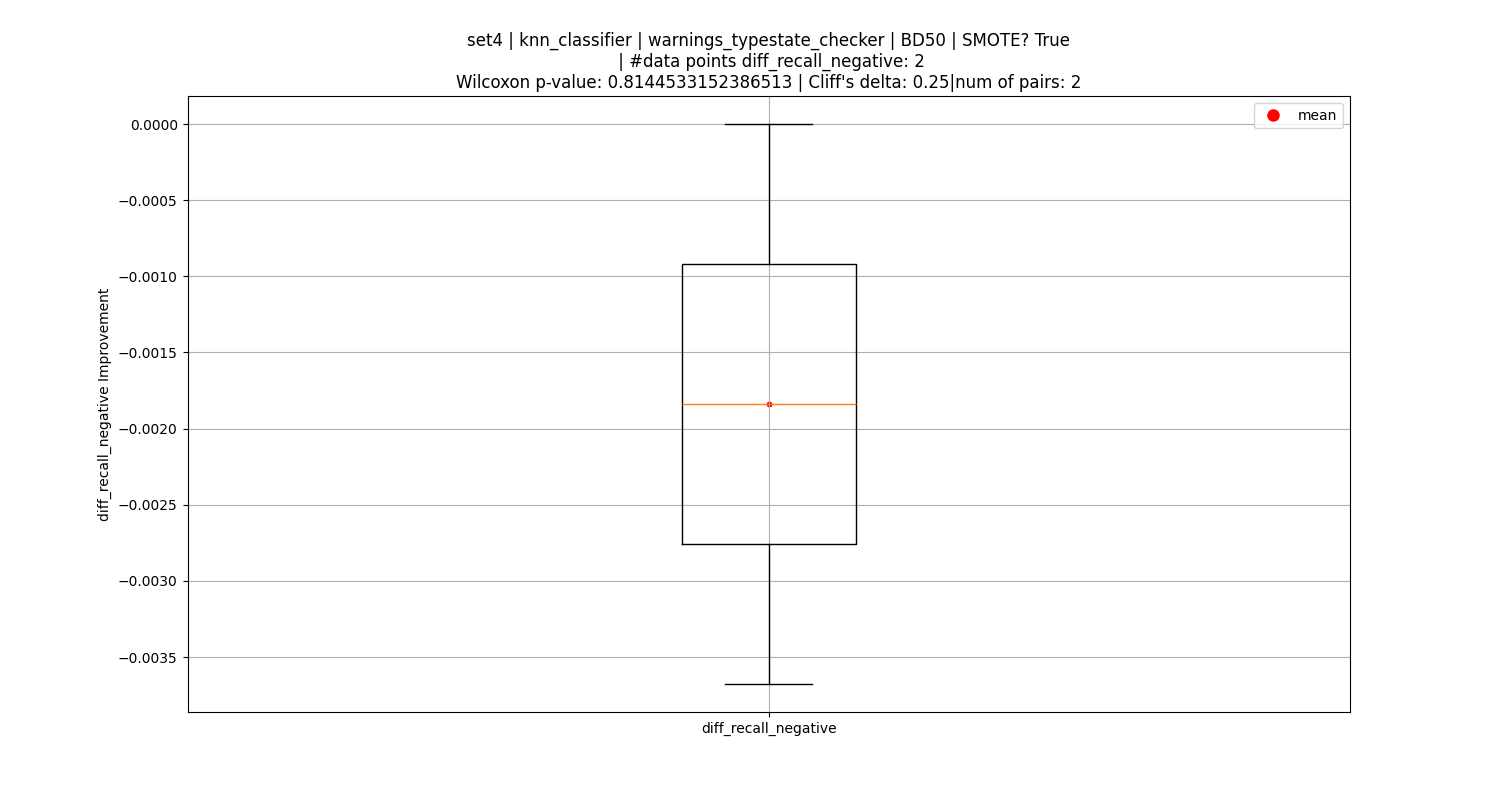 set4 | knn_classifier | warnings_typestate_checker | BD50 | SMOTE? True
| #data points diff_recall_negative: 2
Wilcoxon p-value: 0.8144533152386513 | Cliff's delta: 0.25|num of pairs: 2
mean
0.0000
−0.0005
−0.0010
−0.0015
−0.0020
−0.0025
−0.0030
−0.0035
diff_recall_negative Improvement
diff_recall_negative